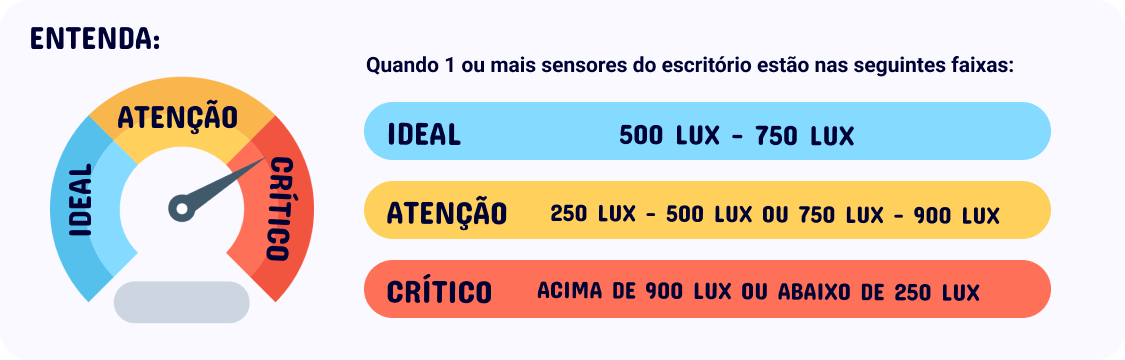 ENTENDA:
Quando 1 ou mais sensores do escritório estão nas seguintes faixas:
ATENÇÃO
IDEAL
CRÍTICO
IDEAL 500 LUX - 750 LUX
ATENÇÃO 250 LUX - 500 LUX OU 750 LUX - 900 LUX
CRÍTICO ACIMA DE 900 LUX OU ABAIXO DE 250 LUX